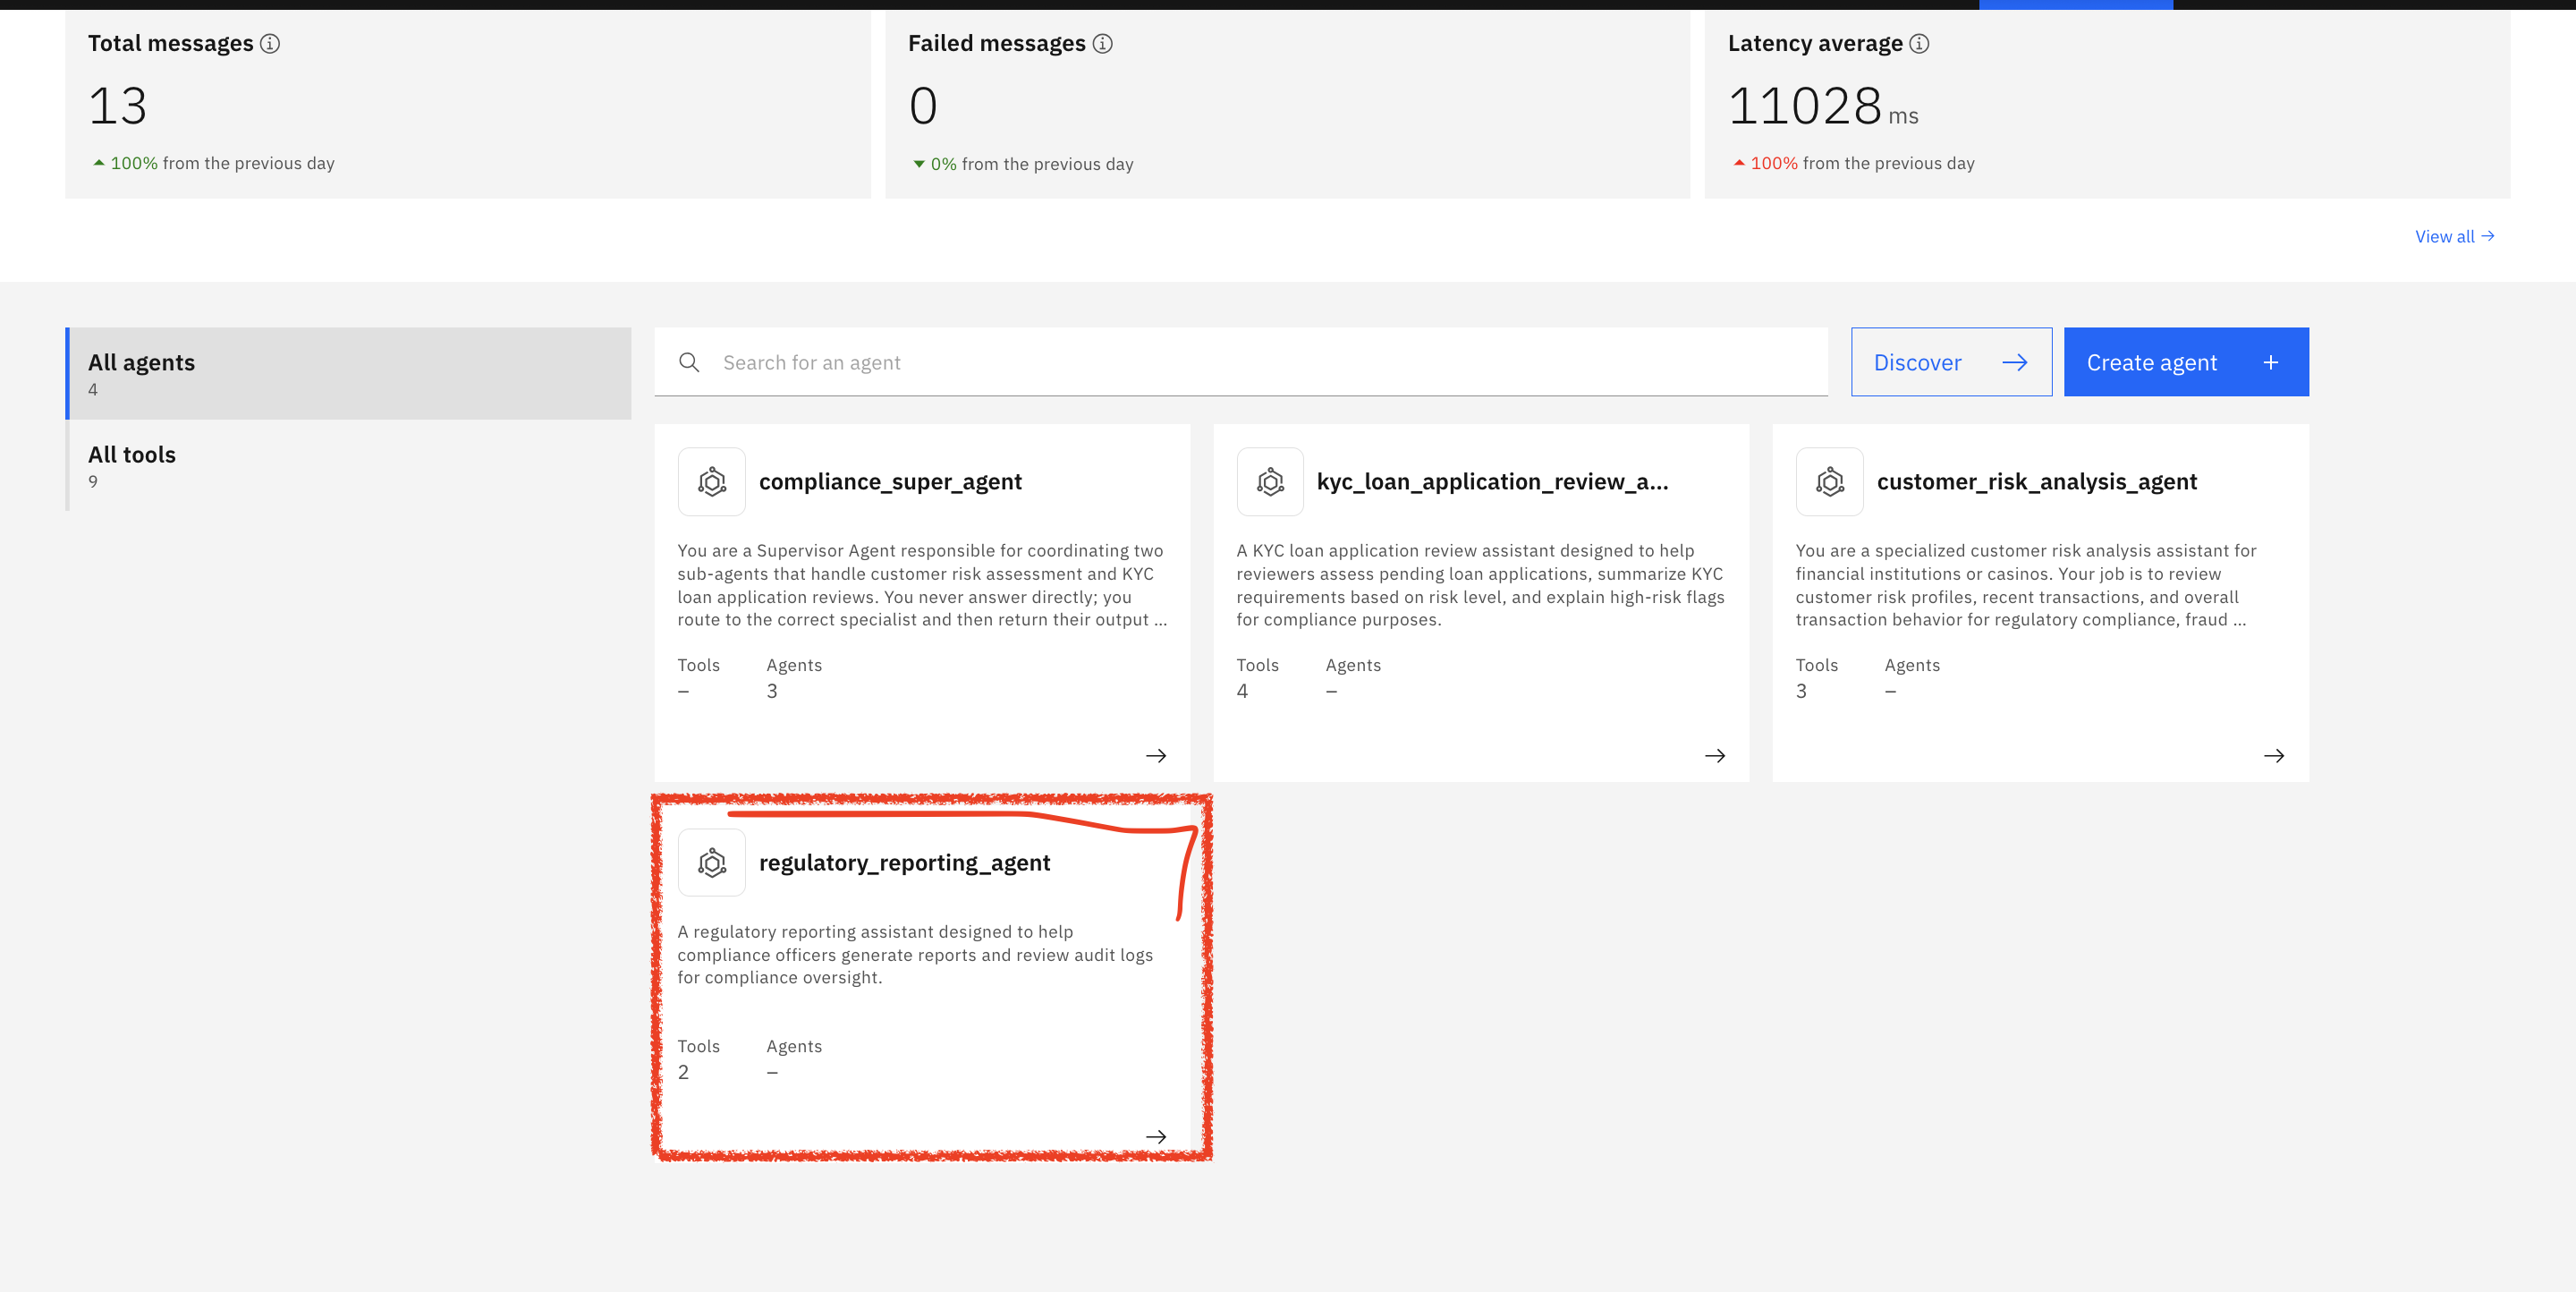 Total messages
13
100% from the previous day
Failed messages
0
0% from the previous day
Latency average
11028 ms
100% from the previous day
View all
All agents
4
All tools
9
Search for an agent
Discover
Create agent +
compliance_super_agent
You are a Supervisor Agent responsible for coordinating two
sub-agents that handle customer risk assessment and KYC
loan application reviews. You never answer directly; you
route to the correct specialist and then return their output ...
Tools Agents
– 3
kyc_loan_application_review_a...
A KYC loan application review assistant designed to help
reviewers assess pending loan applications, summarize KYC
requirements based on risk level, and explain high-risk flags
for compliance purposes.
Tools Agents
4 –
customer_risk_analysis_agent
You are a specialized customer risk analysis assistant for
financial institutions or casinos. Your job is to review
customer risk profiles, recent transactions, and overall
transaction behavior for regulatory compliance, fraud ...
Tools Agents
3 –
regulatory_reporting_agent
A regulatory reporting assistant designed to help
compliance officers generate reports and review audit logs
for compliance oversight.
Tools Agents
2 –